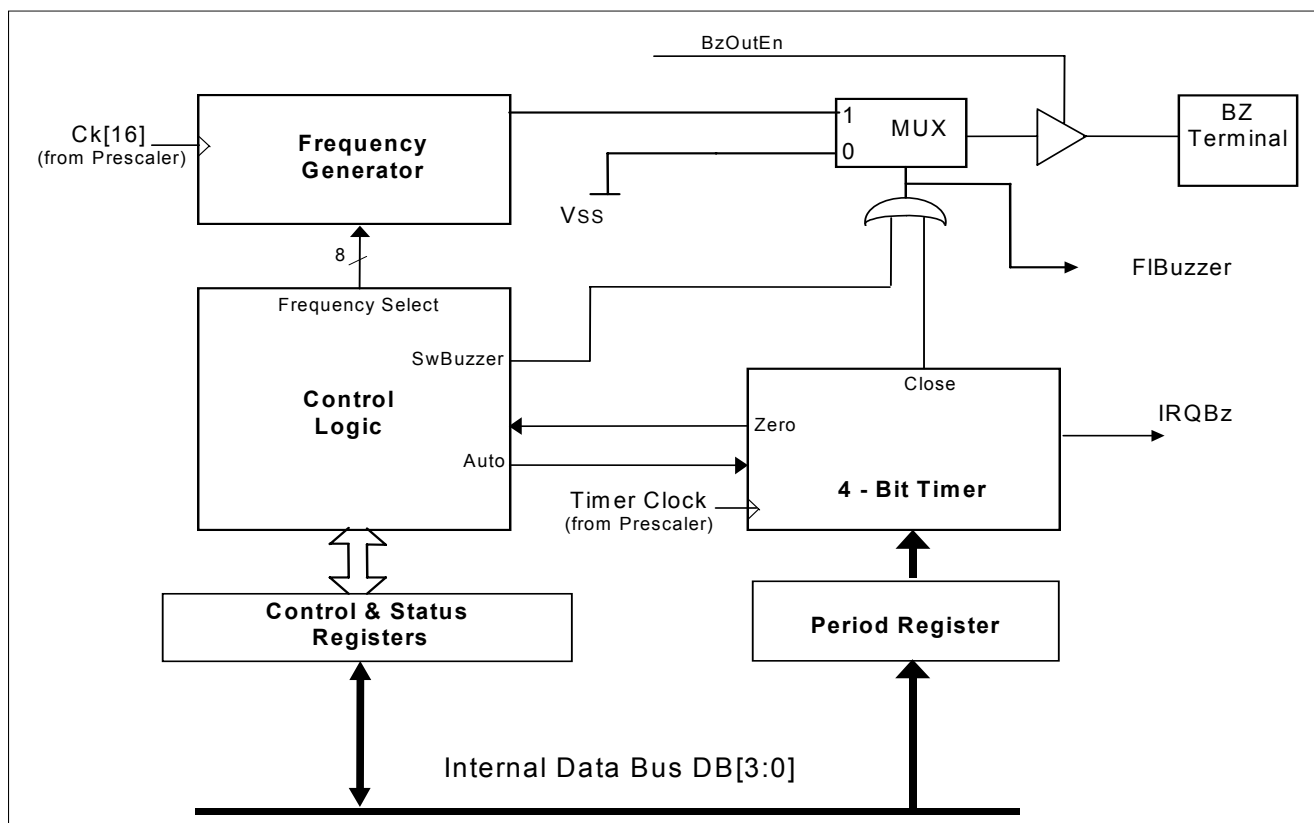 BzOutEn
Ck[16]
(from Prescaler)
Frequency
Generator
1
0
MUX
BZ
Terminal
Vss
8
FlBuzzer
Frequency Select
SwBuzzer
Control
Logic
Auto
Close
Zero
4 - Bit Timer
IRQBz
Timer Clock
(from Prescaler)
Control & Status
Registers
Period Register
Internal Data Bus DB[3:0]